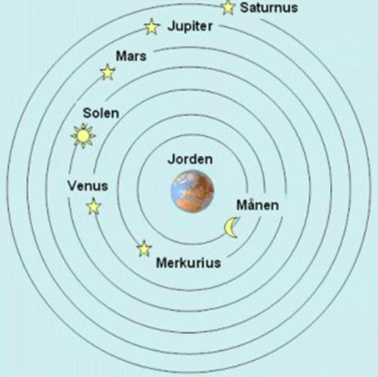 Saturnus
Jupiter
Mars
Solen
Jorden
Venus
Månen
Merkurius